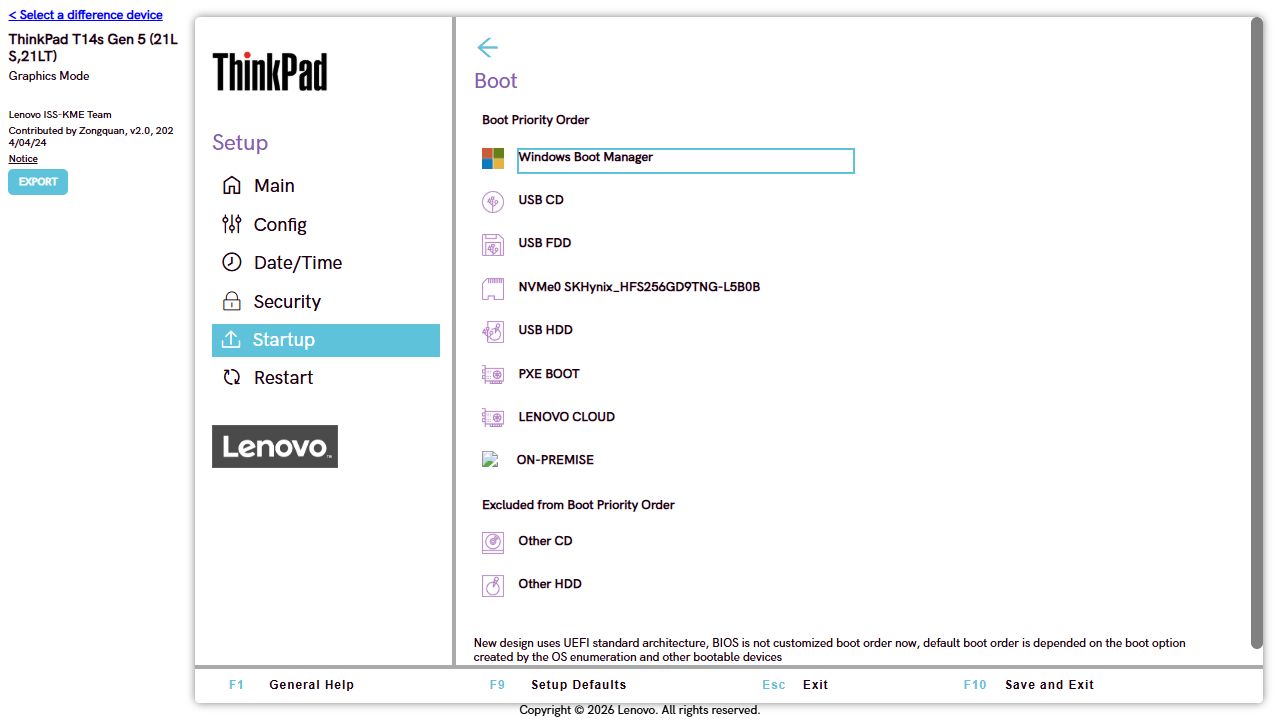 < Select a difference device
ThinkPad T14s Gen 5 (21L
S,21LT)
Graphics Mode
Lenovo ISS-KME Team
Contributed by Zongquan, v2.0, 202
4/04/24
Notice
EXPORT
ThinkPad
Setup
Main
Config
Date/Time
Security
Startup
Restart
Lenovo™
Boot
Boot Priority Order
Windows Boot Manager
USB CD
USB FDD
NVMe0 SKHynix_HFS256GD9TNG-L5B0B
USB HDD
PXE BOOT
LENOVO CLOUD
ON-PREMISE
Excluded from Boot Priority Order
Other CD
Other HDD
New design uses UEFI standard architecture, BIOS is not customized boot order now, default boot order is depended on the boot option
created by the OS enumeration and other bootable devices
F1 General Help F9 Setup Defaults Esc Exit F10 Save and Exit
Copyright © 2026 Lenovo. All rights reserved.